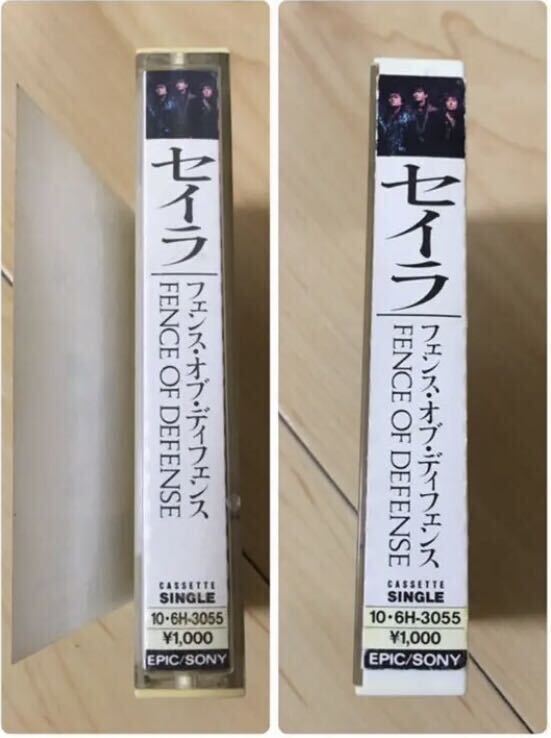 セイラ
フェンス・オブ・ディフェンス
FENCE OF DEFENSE
CASSETTE
SINGLE
10・6H-3055
¥1,000
EPIC/SONY
セイラ
フェンス・オブ・ディフェンス
FENCE OF DEFENSE
CASSETTE
SINGLE
10・6H-3055
¥1,000
EPIC/SONY